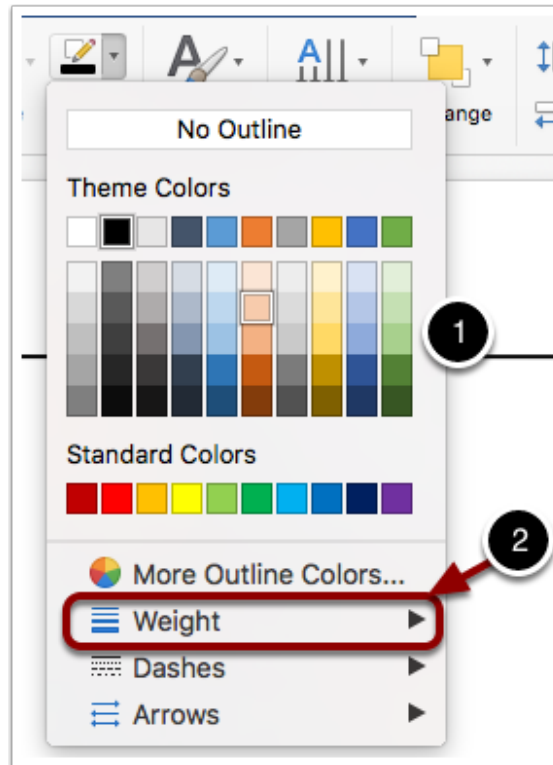 A
A
ange
No Outline
Theme Colors
1
Standard Colors
2
More Outline Colors...
Weight
Dashes
Arrows